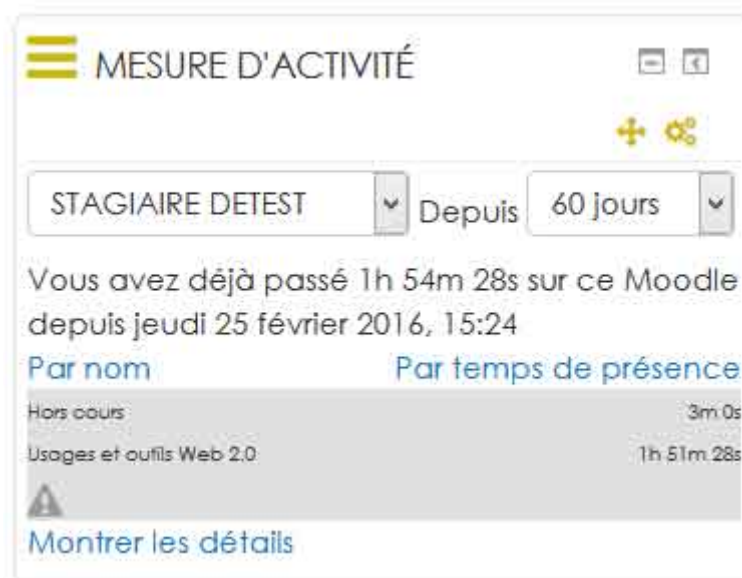 MESURE D'ACTIVITÉ
STAGIAIRE DETEST Depuis 60 jours
Vous avez déjà passé 1h 54m 28s sur ce Moodle
depuis jeudi 25 février 2016, 15:24
Par nom Par temps de présence
Hors cours 3m 0s
Usages et outils Web 2.0 1h 51m 28s
Montrer les détails